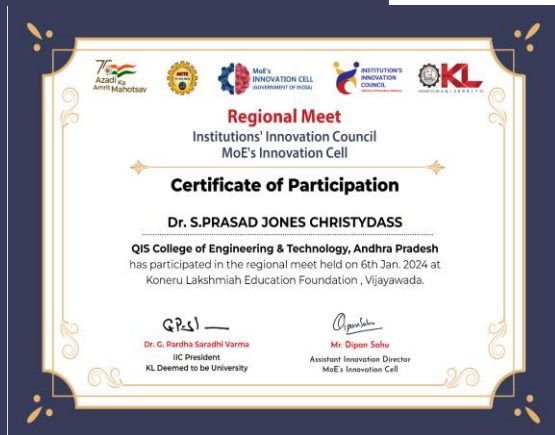 Azadi Ka
Amrit Mahotsav
AICTE
MoE's
INNOVATION CELL
(GOVERNMENT OF INDIA)
INSTITUTION'S
INNOVATION
COUNCIL
KL
Regional Meet
Institutions' Innovation Council
MoE's Innovation Cell
Certificate of Participation
Dr. S.PRASAD JONES CHRISTYDASS
QIS College of Engineering & Technology, Andhra Pradesh
has participated in the regional meet held on 6th Jan. 2024 at
Koneru Lakshmiah Education Foundation , Vijayawada.
Dr. G. Pardha Saradhi Varma
IIC President
KL Deemed to be University
Mr. Dipan Sahu
Assistant Innovation Director
MoE's Innovation Cell